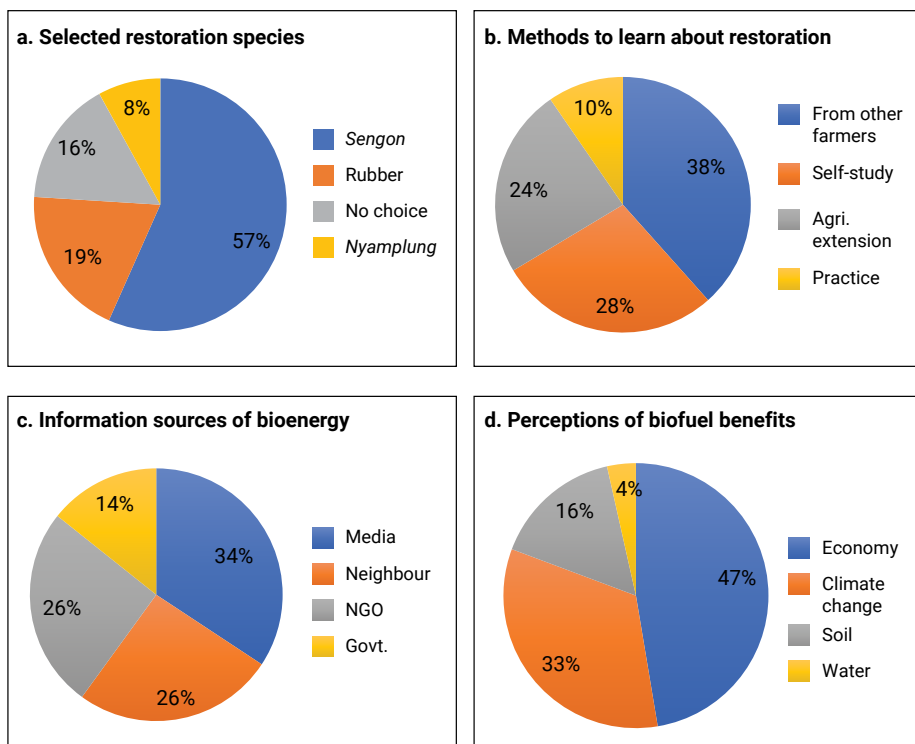 a. Selected restoration species
8%
16%
19%
57%
Sengon
Rubber
No choice
Nyamplung
b. Methods to learn about restoration
10%
38%
24%
28%
From other
farmers
Self-study
Agri.
extension
Practice
c. Information sources of bioenergy
14%
34%
26%
26%
Media
Neighbour
NGO
Govt.
d. Perceptions of biofuel benefits
4%
16%
47%
33%
Economy
Climate
change
Soil
Water